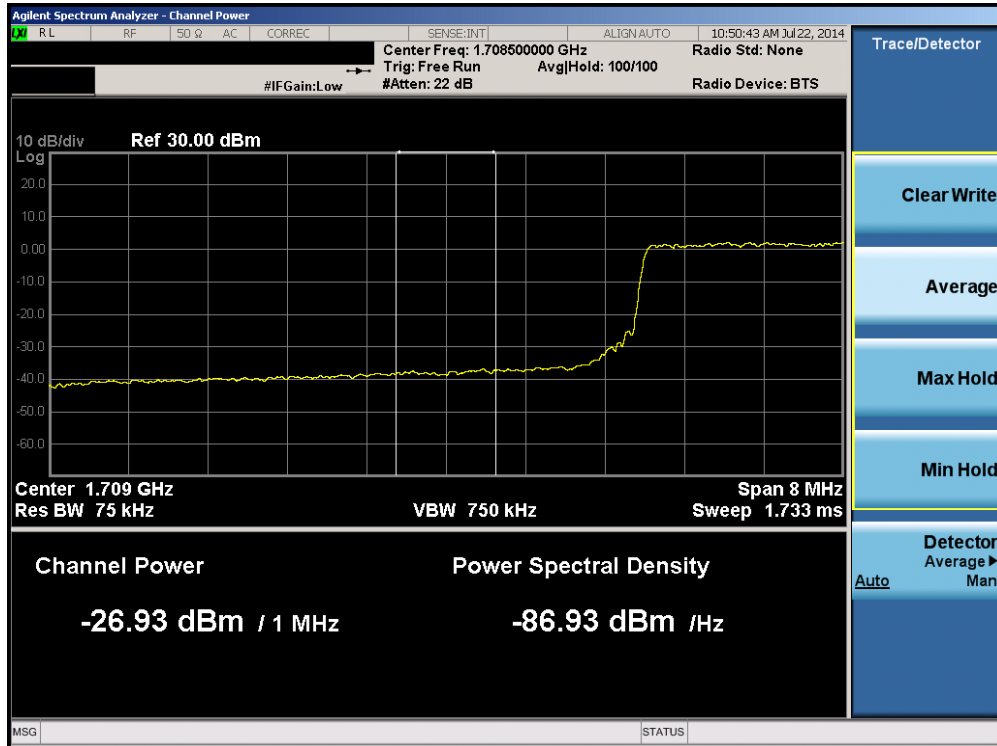 Agilent Spectrum Analyzer - Channel Power
LXI RL RF 50 Ω AC CORREC SENSE:INT ALIGN AUTO 10:50:43 AM Jul 22, 2014
Center Freq: 1.708500000 GHz Radio Std: None
Trig: Free Run Avg|Hold: 100/100
#IFGain:Low #Atten: 22 dB Radio Device: BTS
10 dB/div Ref 30.00 dBm
Log
20.0
10.0
0.00
-10.0
-20.0
-30.0
-40.0
-50.0
-60.0
Center 1.709 GHz Span 8 MHz
Res BW 75 kHz VBW 750 kHz Sweep 1.733 ms
Channel Power Power Spectral Density
-26.93 dBm / 1 MHz -86.93 dBm /Hz
MSG STATUS
Trace/Detector
Clear Write
Average
Max Hold
Min Hold
Detector
Average▶
Auto Man